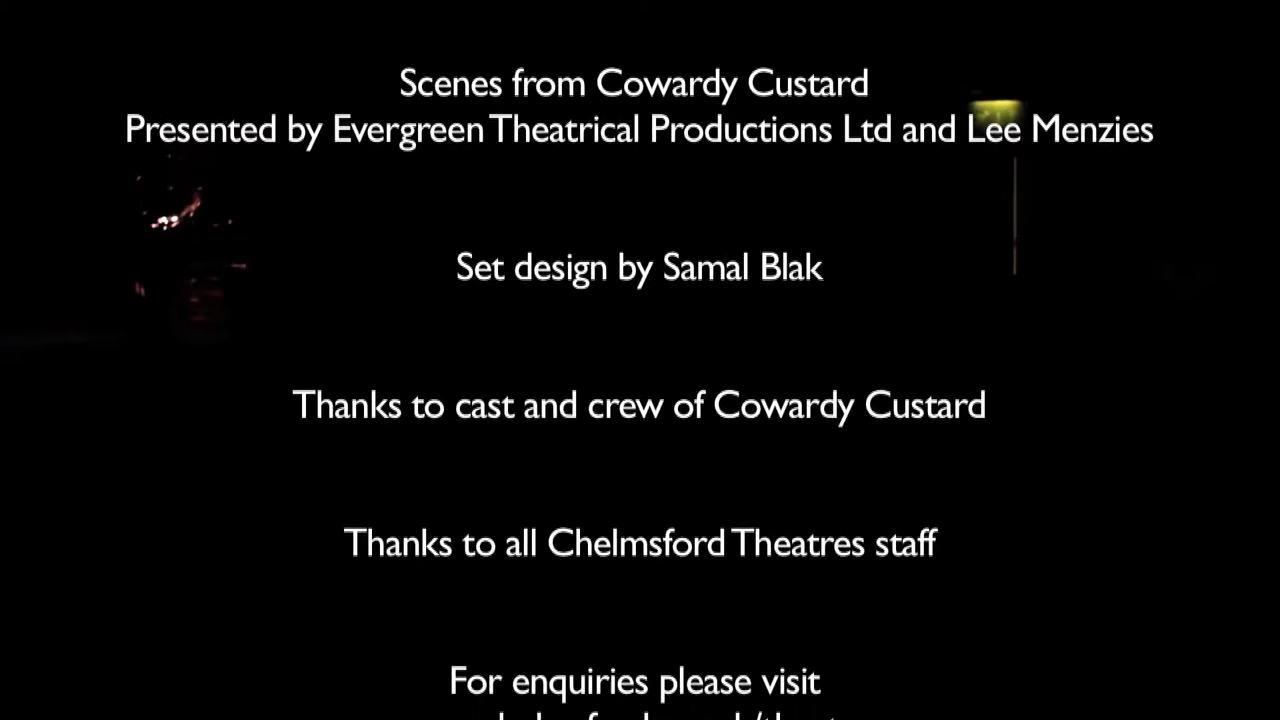 Scenes from Cowardy Custard
Presented by Evergreen Theatrical Productions Ltd and Lee Menzies
Set design by Samal Blak
Thanks to cast and crew of Cowardy Custard
Thanks to all Chelmsford Theatres staff
For enquiries please visit